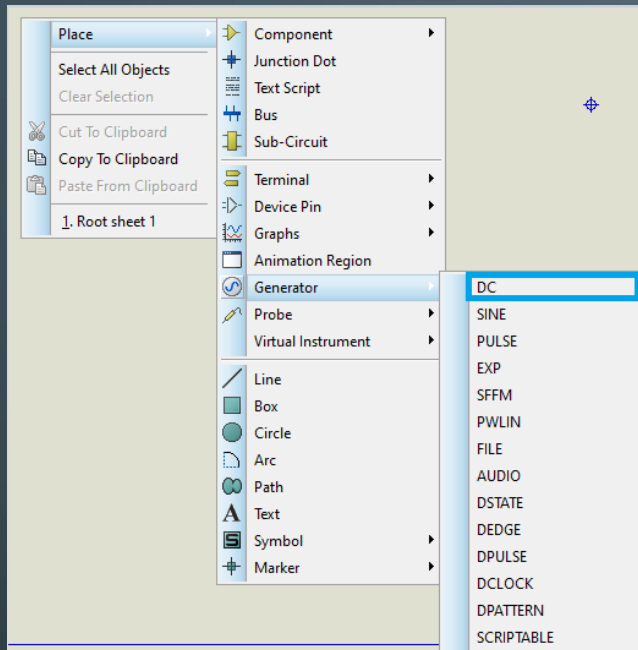 Place
Select All Objects
Clear Selection
Cut To Clipboard
Copy To Clipboard
Paste From Clipboard
1. Root sheet 1
Component
Junction Dot
Text Script
Bus
Sub-Circuit
Terminal
Device Pin
Graphs
Animation Region
Generator
Probe
Virtual Instrument
Line
Box
Circle
Arc
Path
A Text
S Symbol
Marker
DC
SINE
PULSE
EXP
SFFM
PWLIN
FILE
AUDIO
DSTATE
DEDGE
DPULSE
DCLOCK
DPATTERN
SCRIPTABLE